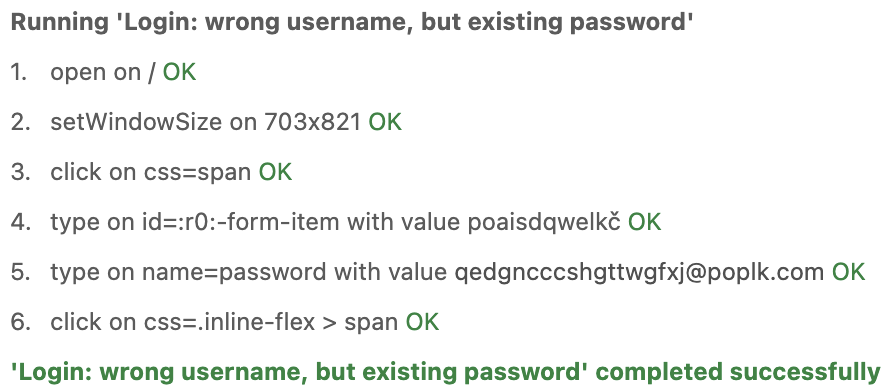 Running 'Login: wrong username, but existing password'
1. open on / OK
2. setWindowSize on 703x821 OK
3. click on css=span OK
4. type on id=:r0:-form-item with value poaisdqwelkč OK
5. type on name=password with value qedgncccshgttwgfxj@poplk.com OK
6. click on css=.inline-flex > span OK
'Login: wrong username, but existing password' completed successfully